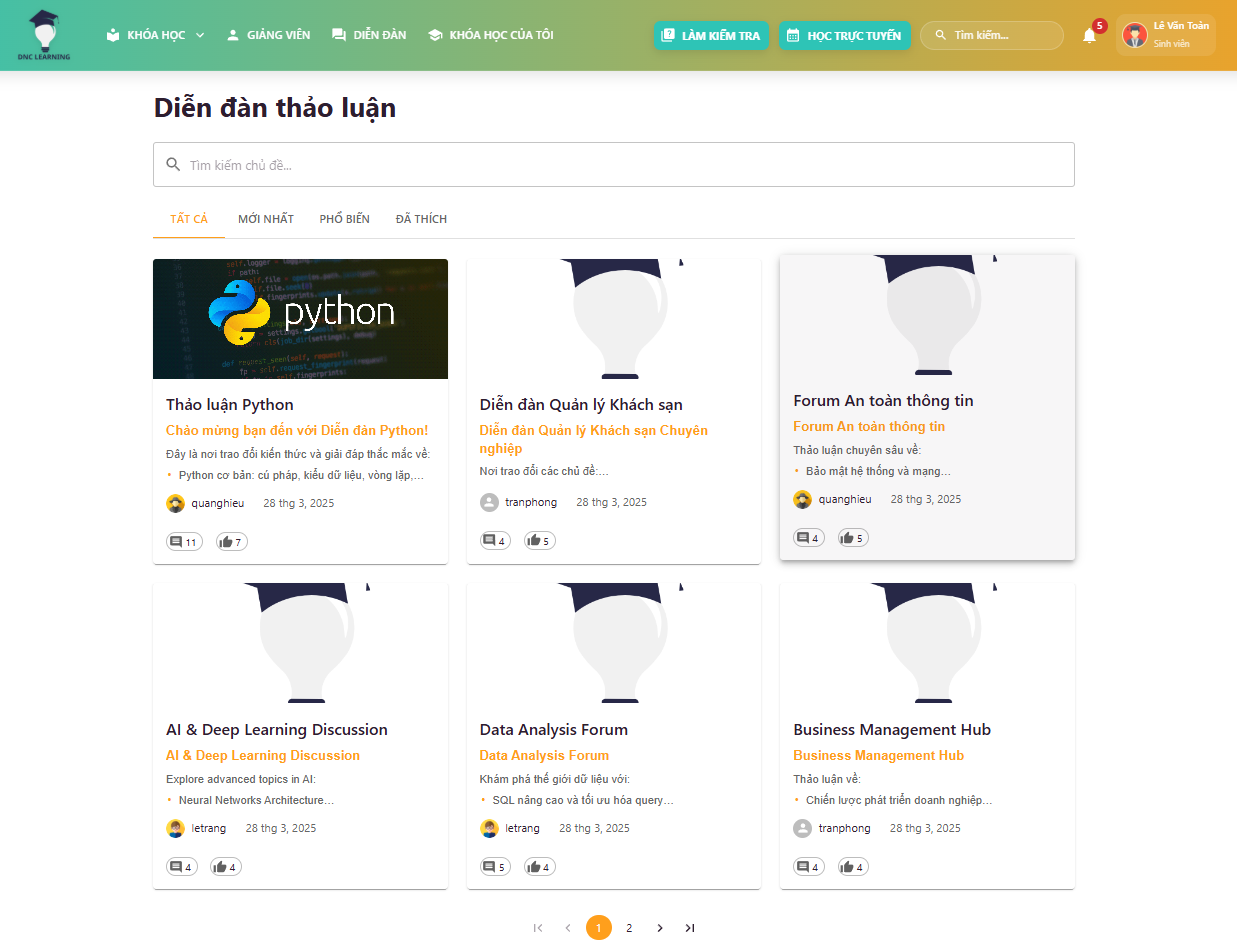 DNC LEARNING
KHÓA HỌC
GIẢNG VIÊN
DIỄN ĐÀN
KHÓA HỌC CỦA TÔI
LÀM KIỂM TRA
HỌC TRỰC TUYẾN
Tìm kiếm...
5
Lê Văn Toản
Sinh viên
Diễn đàn thảo luận
Tìm kiếm chủ đề...
TẤT CẢ
MỚI NHẤT
PHỔ BIẾN
ĐÃ THÍCH
python
Thảo luận Python
Chào mừng bạn đến với Diễn đàn Python!
Đây là nơi trao đổi kiến thức và giải đáp thắc mắc về:
• Python cơ bản: cú pháp, kiểu dữ liệu, vòng lặp,...
quanghieu 28 thg 3, 2025
11 7
Diễn đàn Quản lý Khách sạn
Diễn đàn Quản lý Khách sạn Chuyên
nghiệp
Nơi trao đổi các chủ đề:...
tranphong 28 thg 3, 2025
4 5
Forum An toàn thông tin
Forum An toàn thông tin
Thảo luận chuyên sâu về:
• Bảo mật hệ thống và mạng...
quanghieu 28 thg 3, 2025
4 5
AI & Deep Learning Discussion
AI & Deep Learning Discussion
Explore advanced topics in AI:
• Neural Networks Architecture...
letrang 28 thg 3, 2025
4 4
Data Analysis Forum
Data Analysis Forum
Khám phá thế giới dữ liệu với:
• SQL nâng cao và tối ưu hóa query...
letrang 28 thg 3, 2025
5 4
Business Management Hub
Business Management Hub
Thảo luận về:
• Chiến lược phát triển doanh nghiệp...
tranphong 28 thg 3, 2025
4 4
1 2